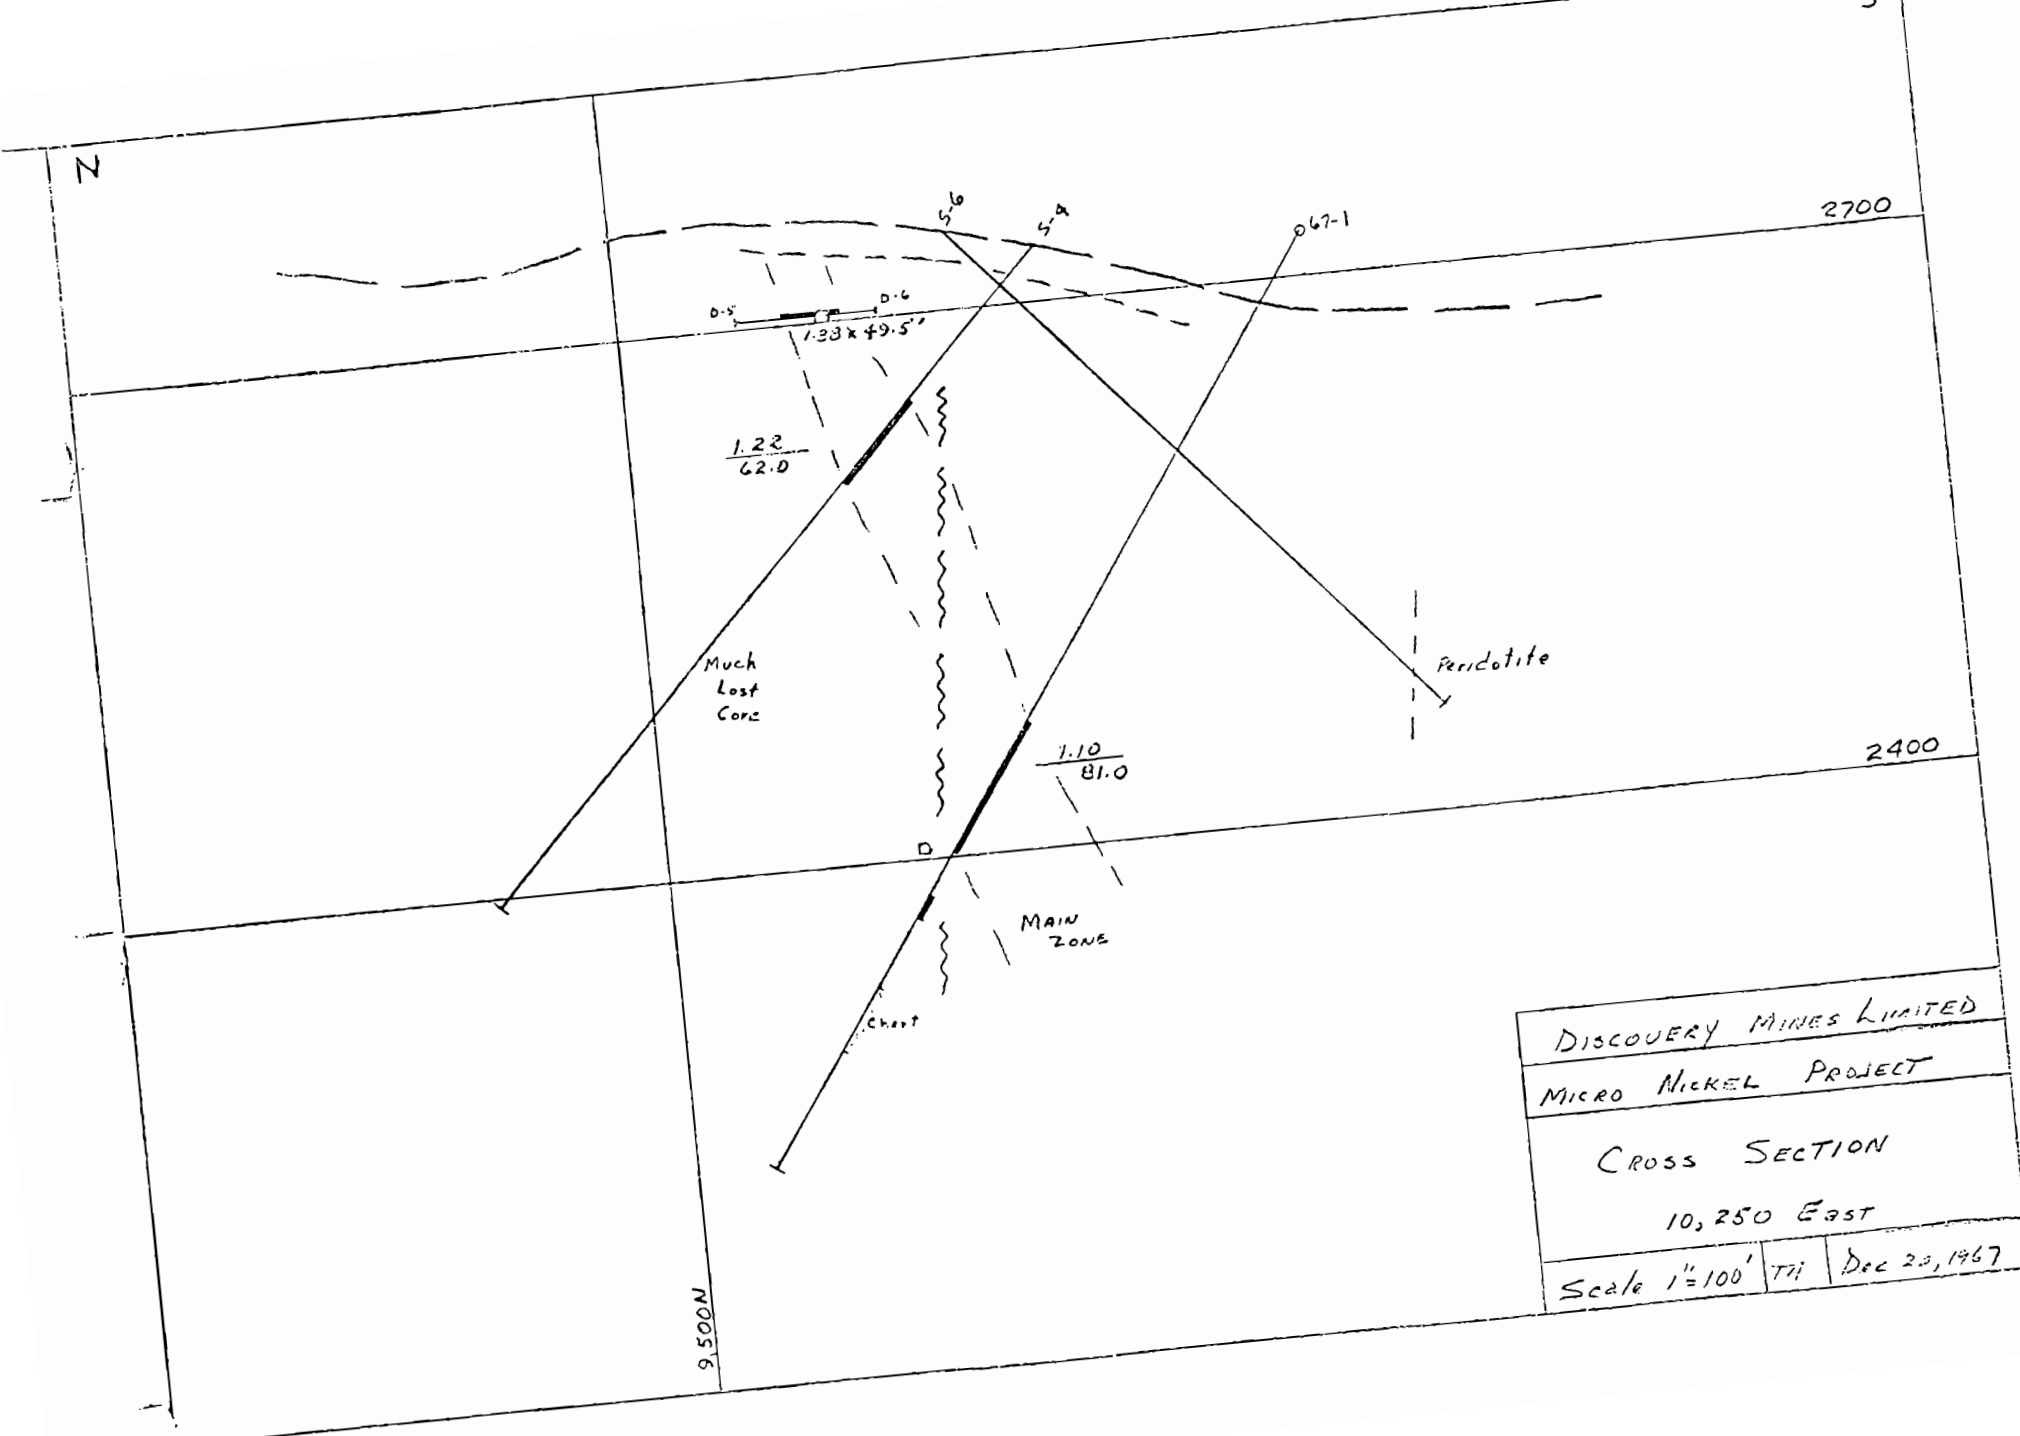 N
S-6
S-4
67-1
2700
D-5
D-6
1.38 x 49.5'
1.22
62.0
Much
Lost
Core
Peridotite
1.10
81.0
2400
D
MAIN
ZONE
Chert
9,500N
DISCOVERY MINES LIMITED
MICRO NICKEL PROJECT
CROSS SECTION
10,250 East
Scale 1"=100'
Dec 20, 1967